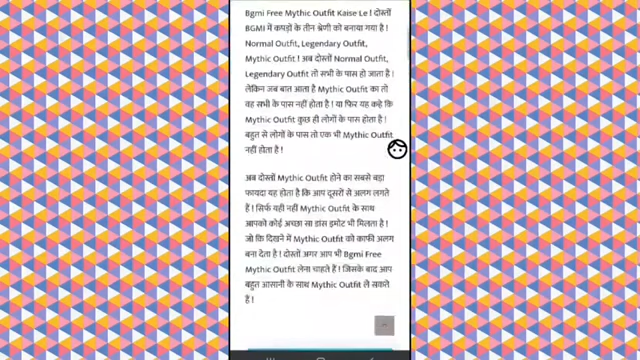 Bgmi Free Mythic Outfit Kaise Le ! दोस्तों
BGMI में कपड़ों के तीन श्रेणी को बनाया गया है !
Normal Outfit, Legendary Outfit,
Mythic Outfit ! अब दोस्तों Normal Outfit,
Legendary Outfit तो सभी के पास हो जाता है !
लेकिन जब बात आता है Mythic Outfit का तो
वह सभी के पास नहीं होता है ! या फिर यह कहे कि
Mythic Outfit कुछ ही लोगों के पास होता है !
बहुत से लोगों के पास तो एक भी Mythic Outfit
नहीं होता है !
अब दोस्तों Mythic Outfit होने का सबसे बड़ा
फायदा यह होता है कि आप दूसरों से अलग लगते
हैं ! सिर्फ यही नहीं Mythic Outfit के साथ
आपको कोई अच्छा सा डांस इमोट भी मिलता है !
जो कि दिखने में Mythic Outfit को काफी अलग
बना देता है ! दोस्तों अगर आप भी Bgmi Free
Mythic Outfit लेना चाहते हैं ! जिसके बाद आप
बहुत आसानी के साथ Mythic Outfit ले सकते
हैं !